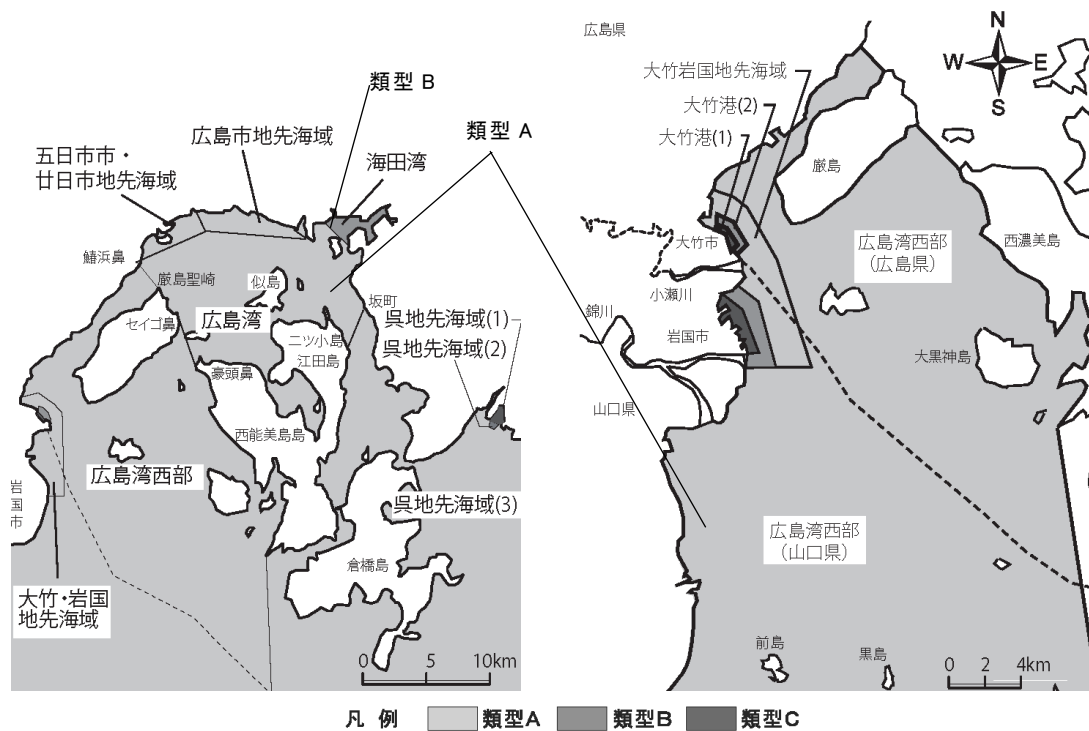 類型 B
広島市地先海域
類型 A
五日市市・
廿日市地先海域
海田湾
鰆浜鼻
厳島聖崎
似島
坂町
セイゴ鼻
広島湾
二ツ小島
江田島
呉地先海域(1)
呉地先海域(2)
豪頭鼻
西能美島島
広島湾西部
岩国市
呉地先海域(3)
倉橋島
大竹・岩国
地先海域
0 5 10km
広島県
大竹岩国地先海域
大竹港(2)
大竹港(1)
N
W E
S
厳島
大竹市
広島湾西部
(広島県)
西濃美島
小瀬川
錦川
岩国市
大黒神島
山口県
広島湾西部
(山口県)
前島
黒島
0 2 4km
凡 例 類型A 類型B 類型C